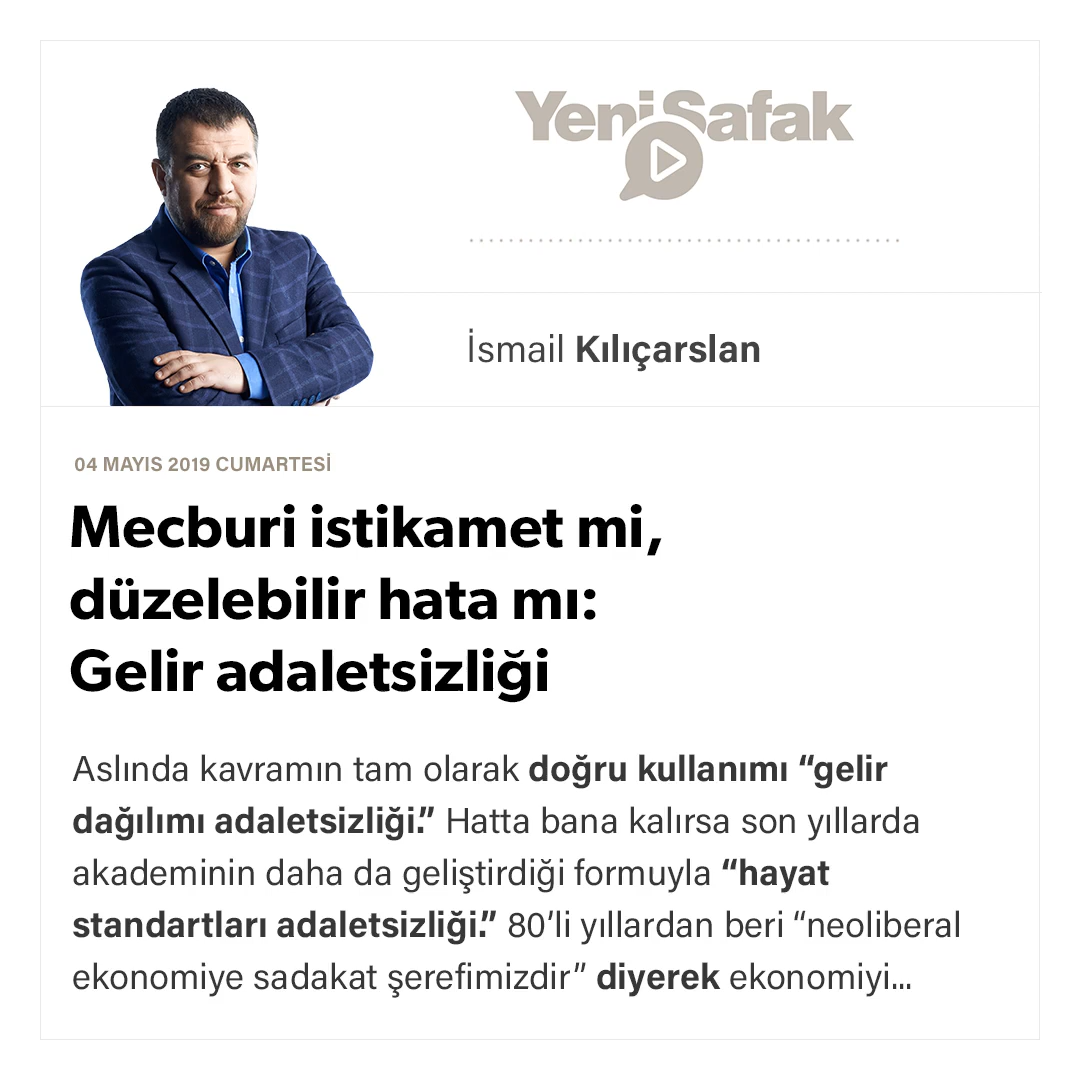 Yeni Şafak
İsmail Kılıçarslan
04 MAYIS 2019 CUMARTESİ
Mecburi istikamet mi,
düzelebilir hata mı:
Gelir adaletsizliği
Aslında kavramın tam olarak doğru kullanımı “gelir
dağılımı adaletsizliği.” Hatta bana kalırsa son yıllarda
akademinin daha da geliştirdiği formuyla “hayat
standartları adaletsizliği.” 80’li yıllardan beri “neoliberal
ekonomiye sadakat şerefimizdir” diyerek ekonomiyi...